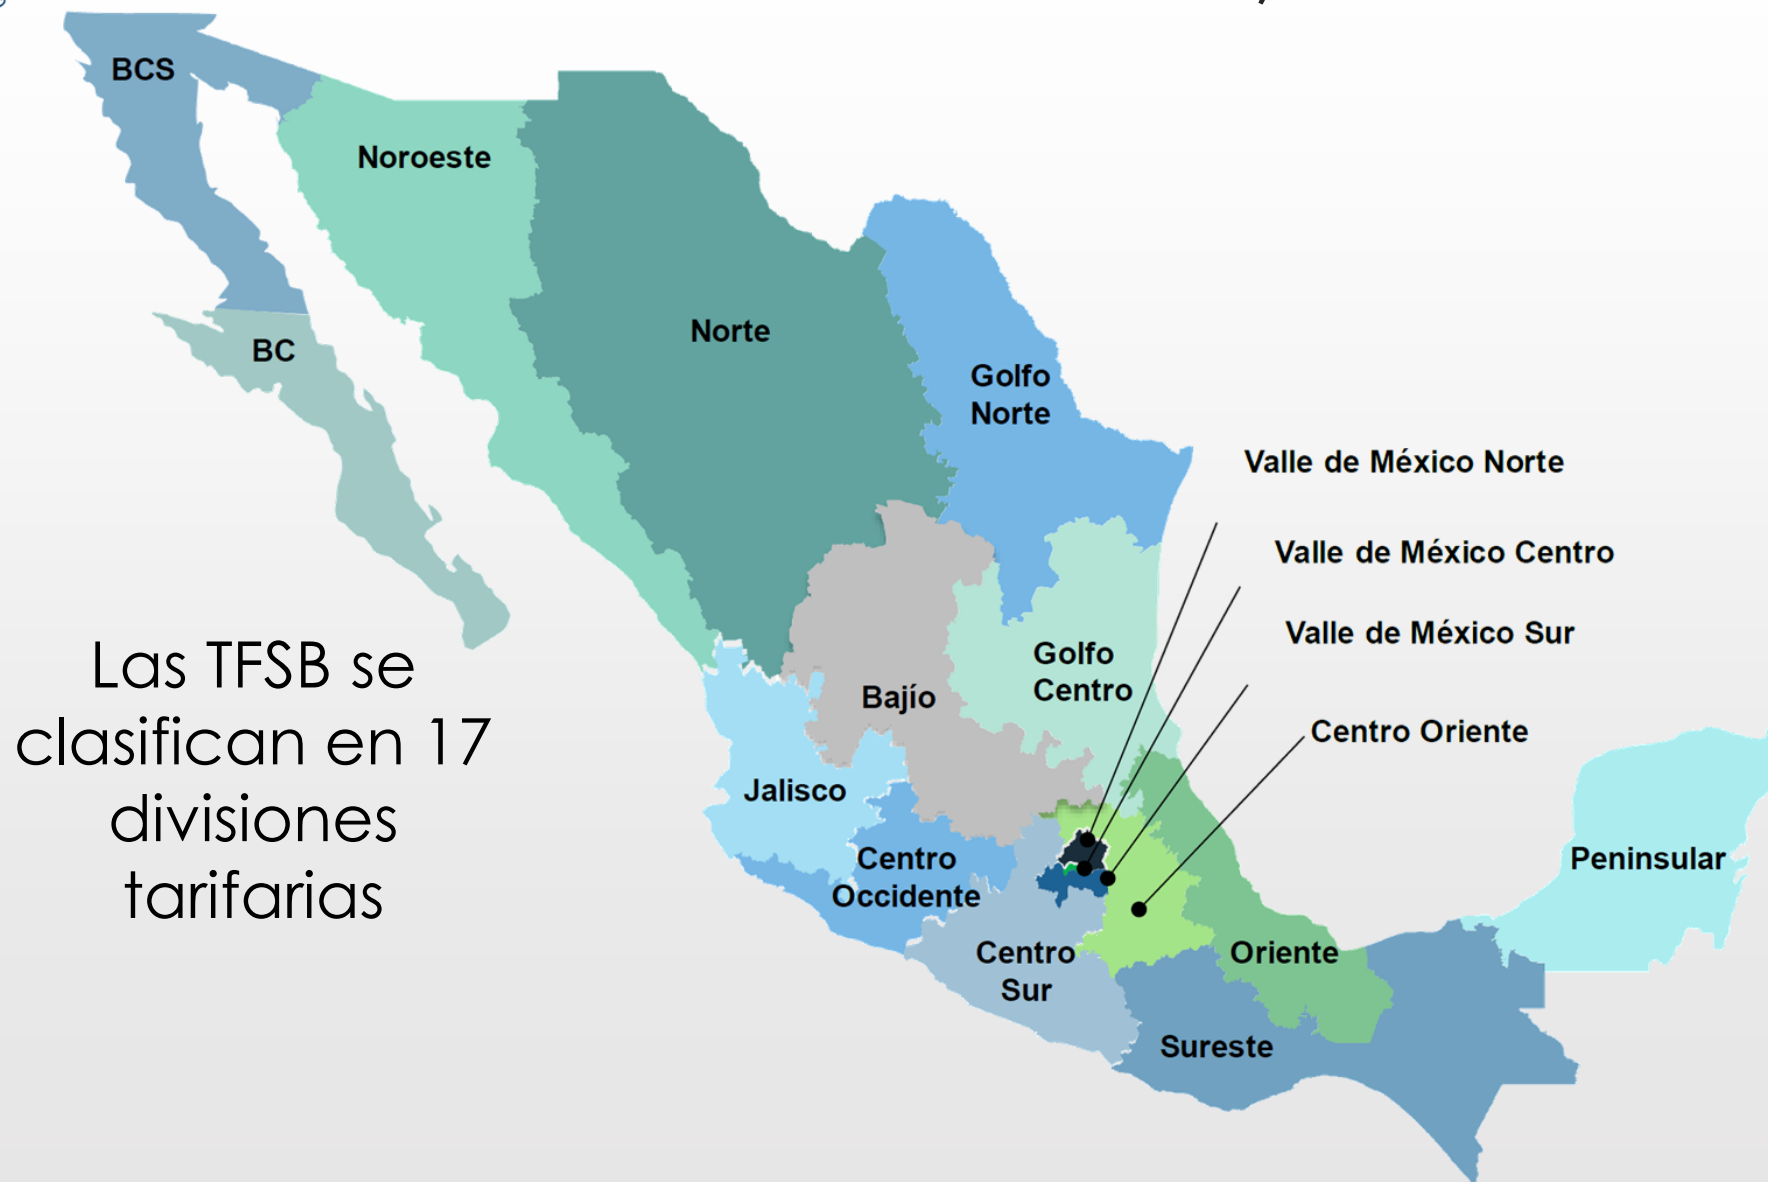 BCS
Noroeste
Norte
BC
Golfo
Norte
Valle de México Norte
Valle de México Centro
Valle de México Sur
Centro Oriente
Golfo
Centro
Bajío
Jalisco
Centro
Occidente
Centro
Sur
Oriente
Sureste
Peninsular
Las TFSB se
clasifican en 17
divisiones
tarifarias